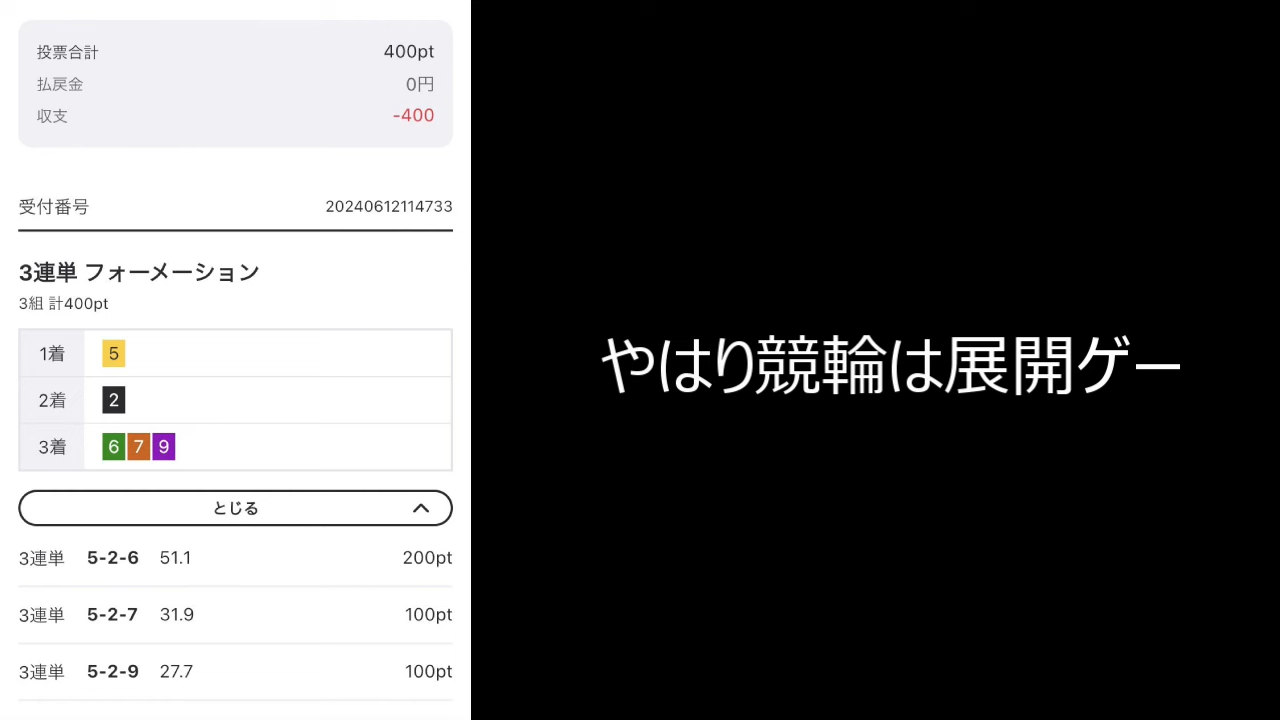 投票合計 400pt
払戻金 0円
収支 -400
受付番号 20240612114733
3連単 フォーメーション
3組 計400pt
1着 5
2着 2
3着 6 7 9
とじる
3連単 5-2-6 51.1 200pt
3連単 5-2-7 31.9 100pt
3連単 5-2-9 27.7 100pt
やはり競輪は展開ゲー